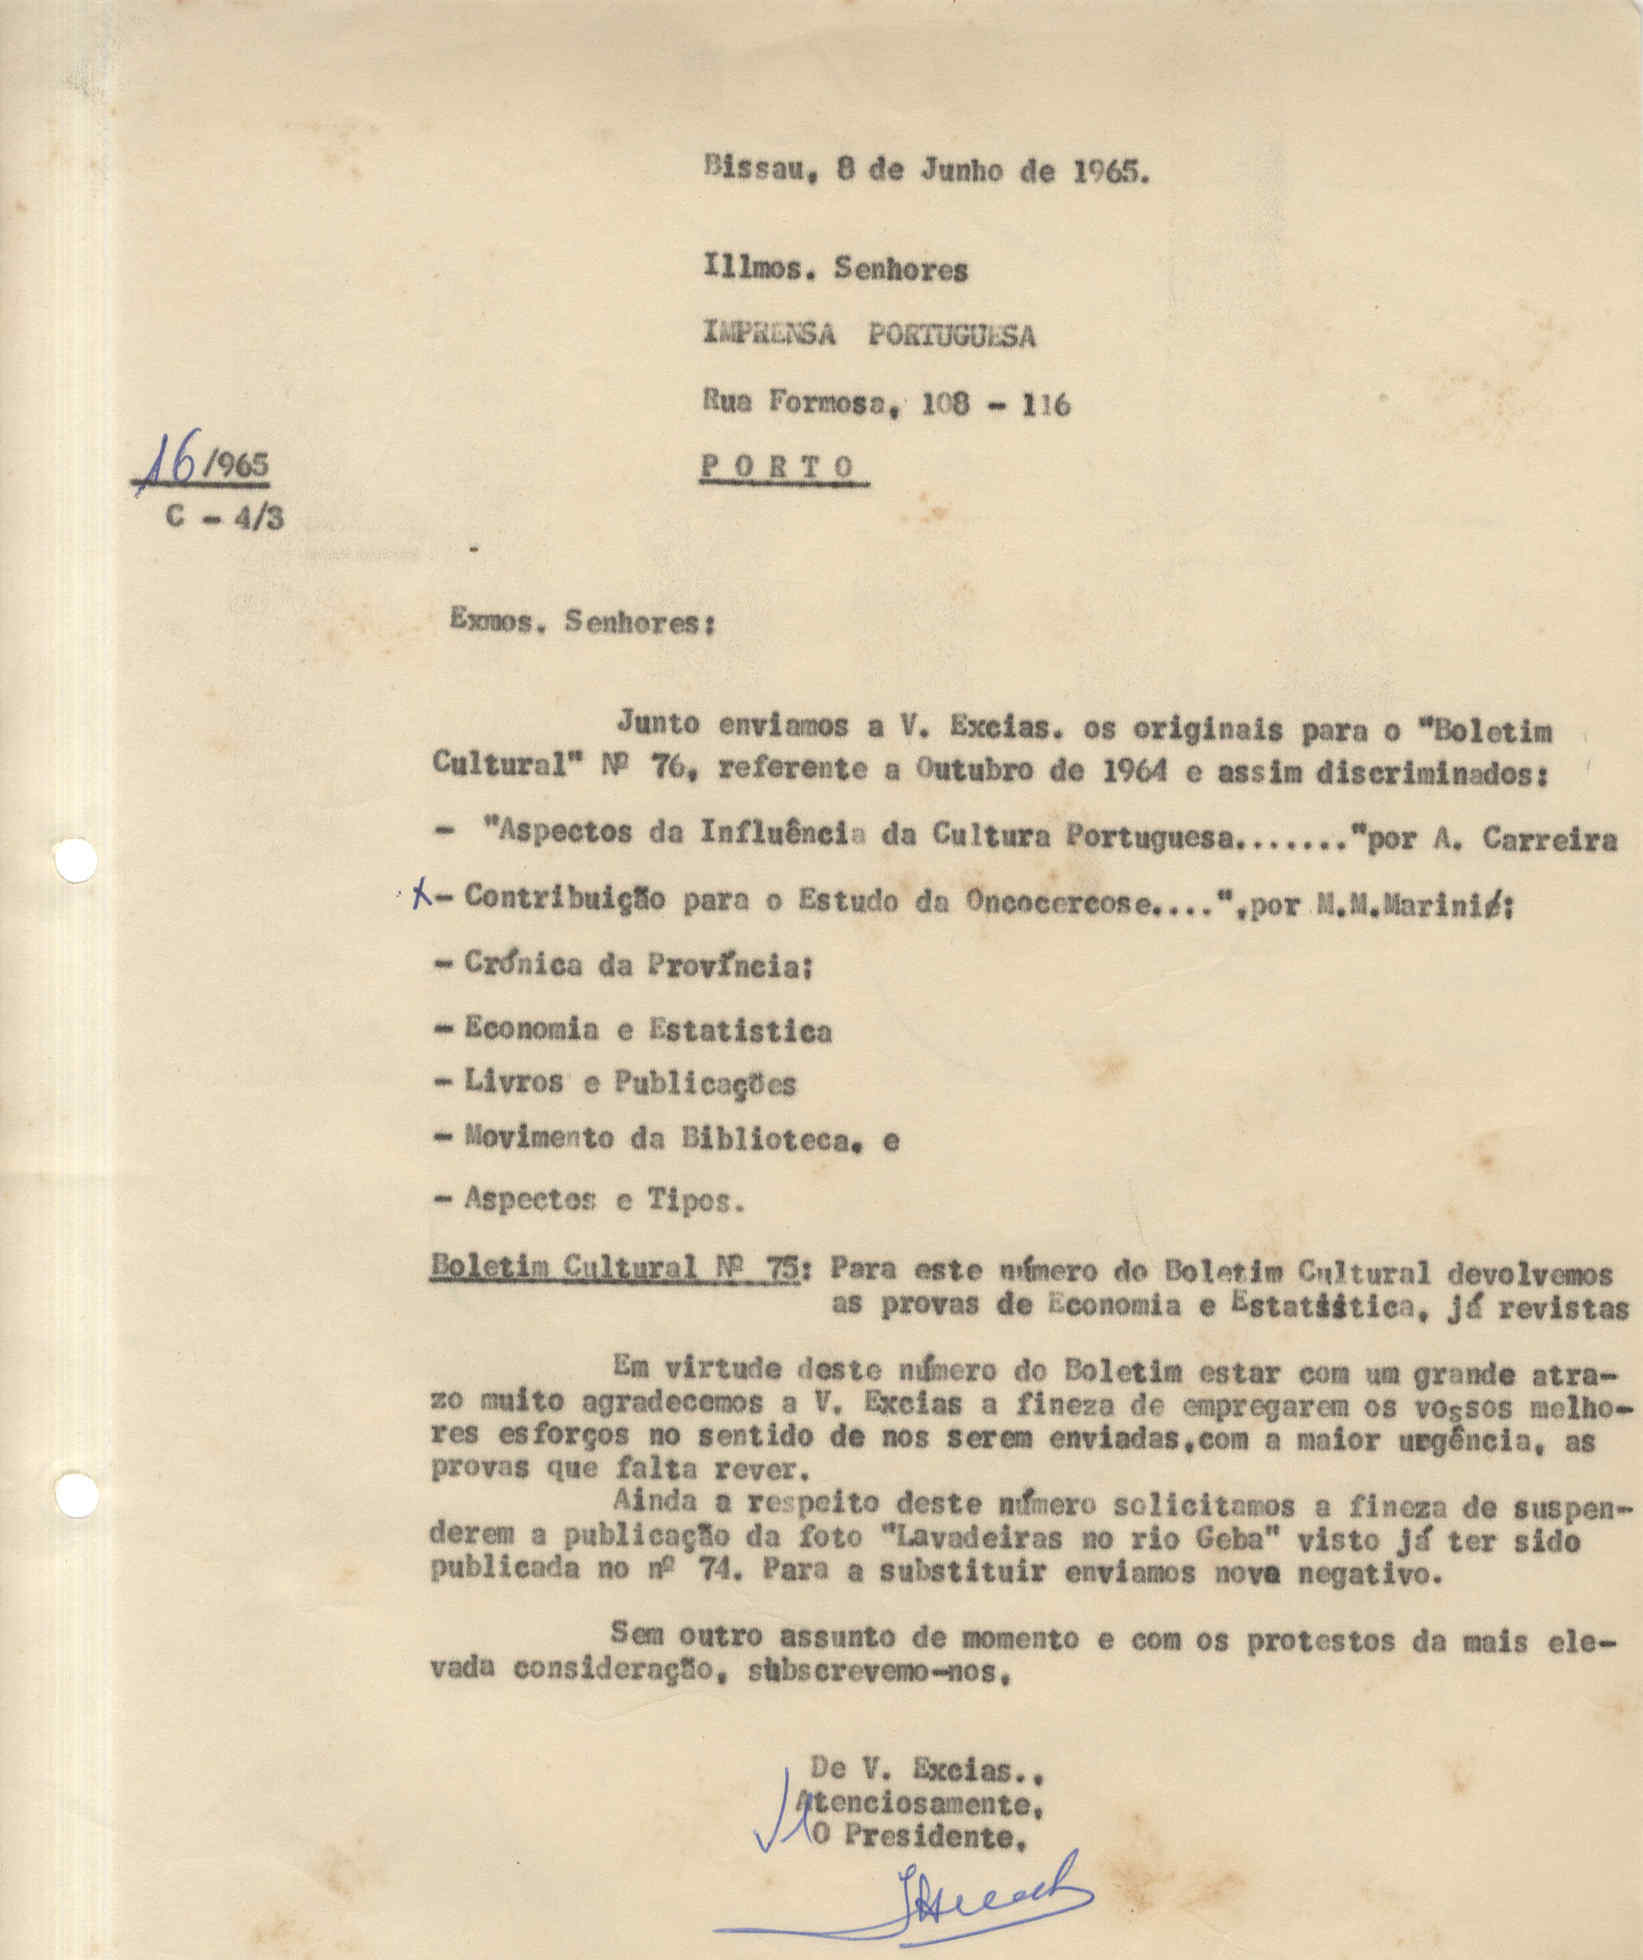 Bissau, 8 de Junho de 1965.
Illmos. Senhores
IMPRENSA PORTUGUESA
Rua Formosa, 108 - 116
16/965
PORTO
C - 4/3
Exmos. Senhores:
Junto enviamos a V. Excias. os originais para o "Boletim
Cultural" Nº 76, referente a Outubro de 1964 e assim discriminados:
- "Aspectos da Influência da Cultura Portuguesa......."por A. Carreira
x- Contribuição para o Estudo da Oncocercose....",por M.M.Marini;
- Crónica da Província;
- Economia e Estatistica
- Livros e Publicações
- Movimento da Biblioteca, e
- Aspectos e Tipos.
Boletim Cultural Nº 75: Para este número do Boletim Cultural devolvemos
as provas de Economia e Estatiitica, já revistas
Em virtude deste número do Boletim estar com um grande atra-
zo muito agradecemos a V. Excias a fineza de empregarem os vossos melho-
res esforços no sentido de nos serem enviadas,com a maior urgência, as
provas que falta rever.
Ainda a respeito deste número solicitamos a fineza de suspen-
derem a publicação da foto "Lavadeiras no rio Geba" visto já ter sido
publicada no nº 74. Para a substituir enviamos novo negativo.
Sem outro assunto de momento e com os protestos da mais ele-
vada consideração, subscrevemo-nos,
De V. Excias.,
Atenciosamente,
O Presidente,